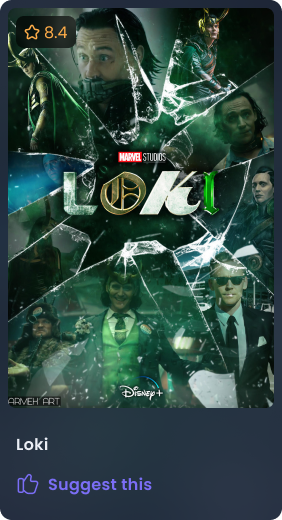 8.4
MARVEL STUDIOS
LOKI
Disney+
ARMEH ART
Loki
Suggest this